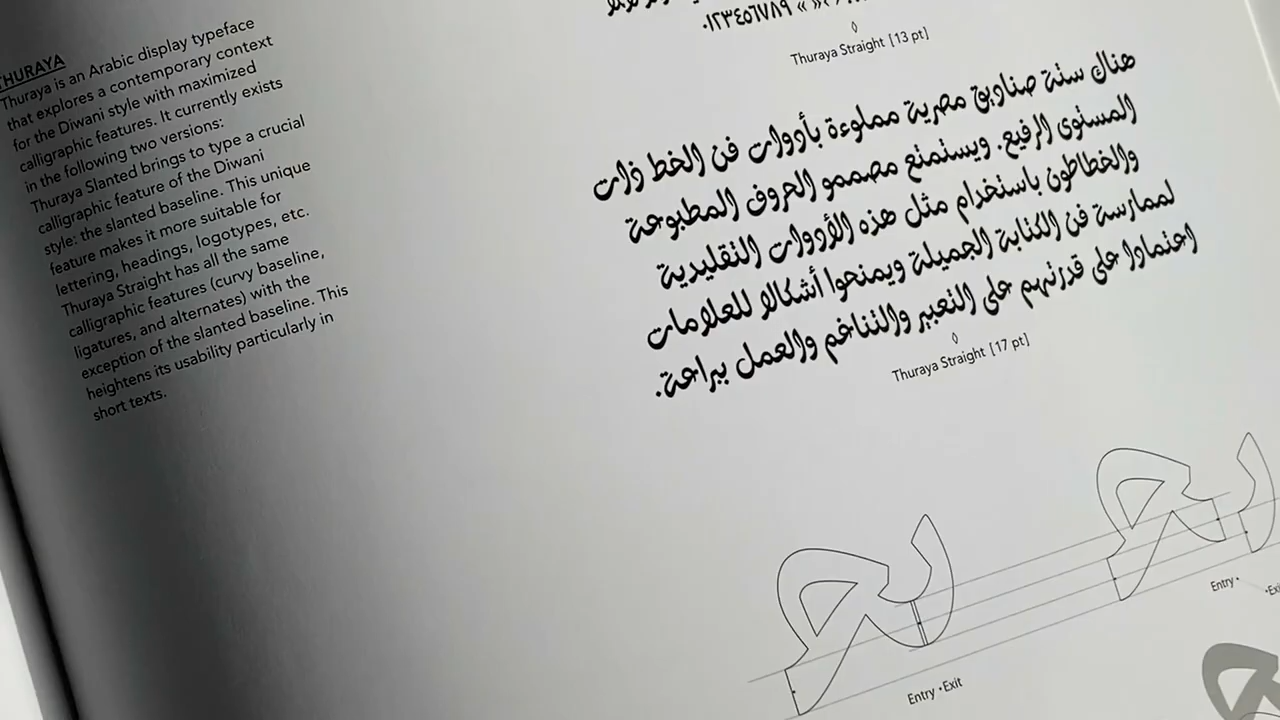 THURAYA
Thuraya is an Arabic display typeface
that explores a contemporary context
for the Diwani style with maximized
calligraphic features. It currently exists
in the following two versions:
Thuraya Slanted brings to type a crucial
calligraphic feature of the Diwani
style: the slanted baseline. This unique
feature makes it more suitable for
lettering, headings, logotypes, etc.
Thuraya Straight has all the same
calligraphic features (curvy baseline,
ligatures, and alternates) with the
exception of the slanted baseline. This
heightens its usability particularly in
short texts.
٠١٢٣٤٥٦٧٨٩ « »
◊
Thuraya Straight [13 pt]
هناك ستة صناديق مصرية مملوءة بأدوات فن الخط ذات
المستوى الرفيع. ويستمتع مصممو الحروف المطبوعة
والخطاطون باستخدام مثل هذه الأدوات التقليدية
لممارسة فن الكتابة الجميلة ويمنحوا أشكالا للعلامات
اعتمادا على قدرتهم على التعبير والتناغم والعمل ببراعة.
◊
Thuraya Straight [17 pt]
Entry •Exit
Entry •